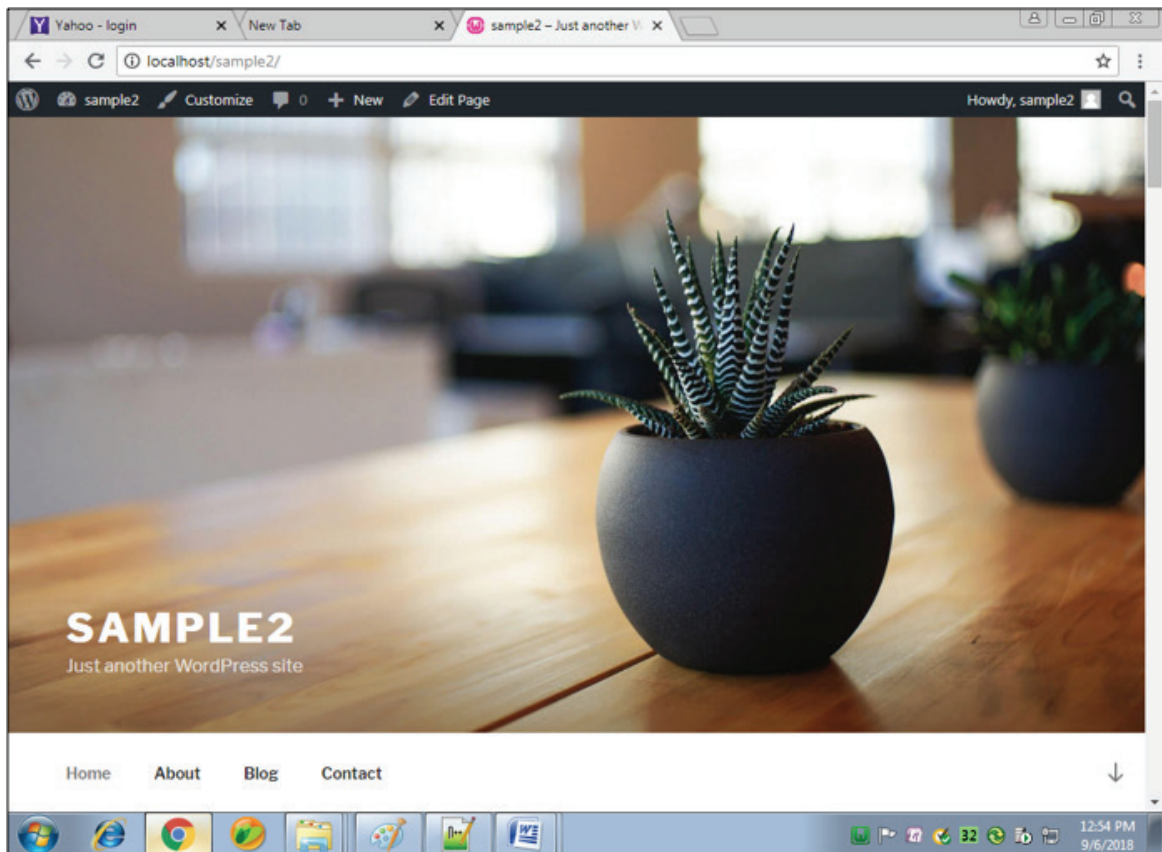 Yahoo - login
New Tab
sample2 – Just another W
localhost/sample2/
sample2 Customize 0 + New Edit Page Howdy, sample2
SAMPLE2
Just another WordPress site
Home About Blog Contact
32
12:54 PM
9/6/2018